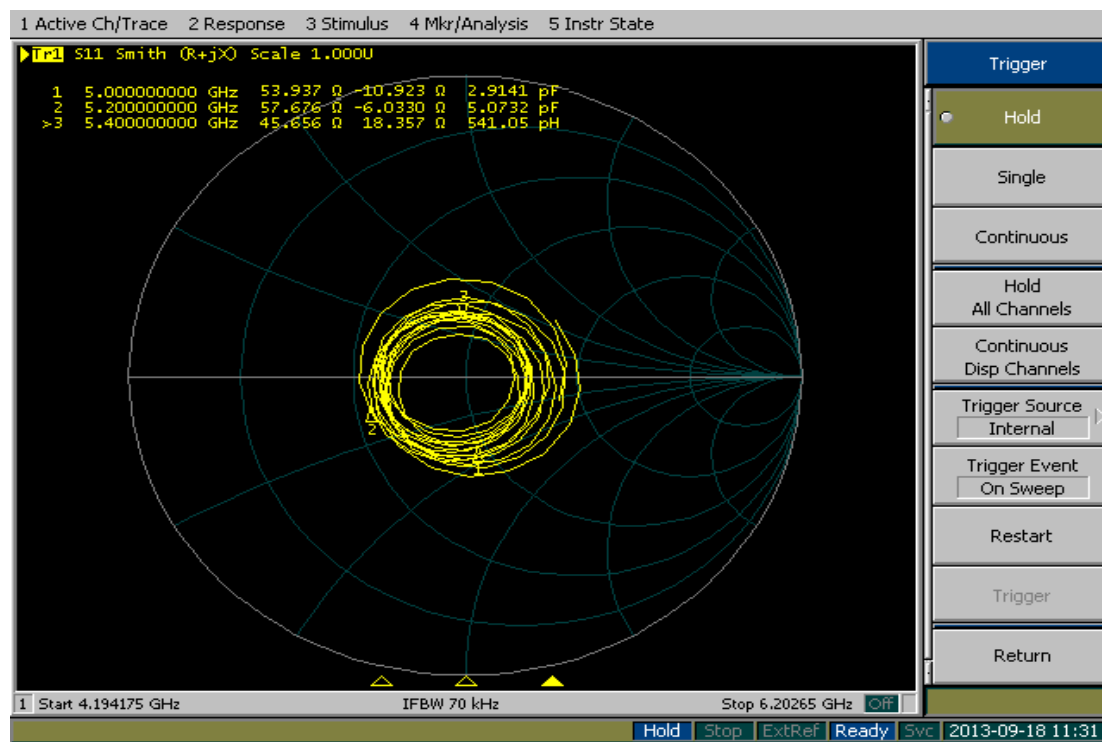 1 Active Ch/Trace 2 Response 3 Stimulus 4 Mkr/Analysis 5 Instr State
Tr1 S11 Smith (R+jX) Scale 1.000U
1 5.000000000 GHz 53.937 Ω -10.923 Ω 2.9141 pF
2 5.200000000 GHz 57.676 Ω -6.0330 Ω 5.0732 pF
>3 5.400000000 GHz 45.656 Ω 18.357 Ω 541.05 pH
3
2
1
1 Start 4.194175 GHz IFBW 70 kHz Stop 6.20265 GHz Off
Trigger
Hold
Single
Continuous
Hold
All Channels
Continuous
Disp Channels
Trigger Source
Internal
Trigger Event
On Sweep
Restart
Trigger
Return
Hold Stop ExtRef Ready Svc 2013-09-18 11:31